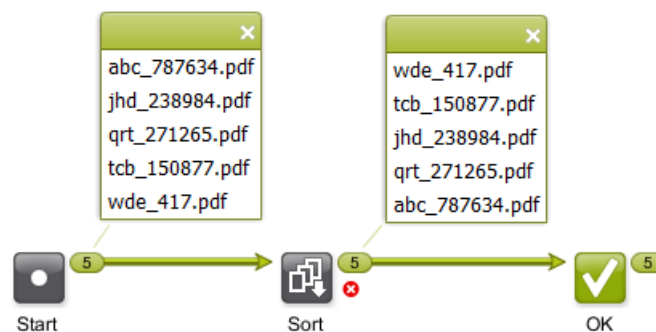 abc_787634.pdf
jhd_238984.pdf
qrt_271265.pdf
tcb_150877.pdf
wde_417.pdf
wde_417.pdf
tcb_150877.pdf
jhd_238984.pdf
qrt_271265.pdf
abc_787634.pdf
5
5
5
Start
Sort
OK